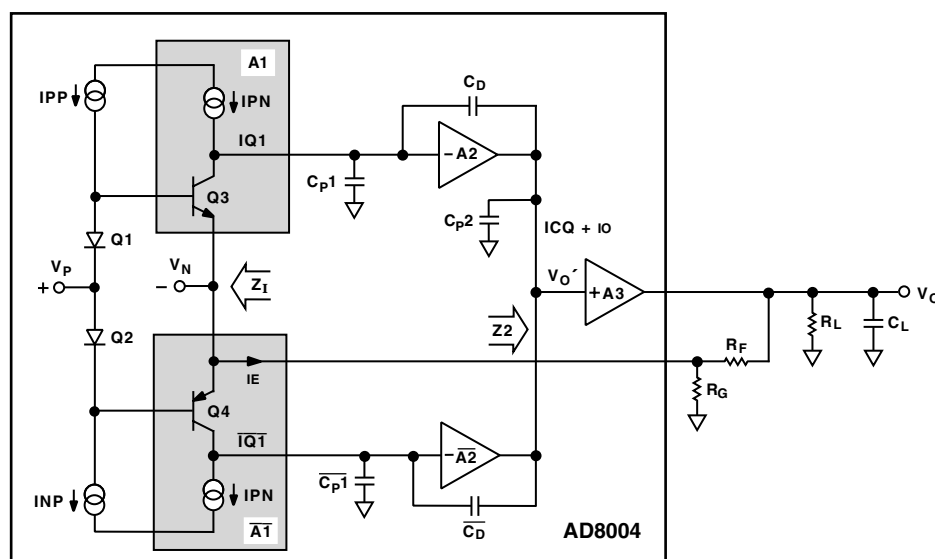 A1
IPP
IPN
IQ1
Q3
CP1
CD
–A2
CP2
ICQ + IO
Q1
VP
+
VN
–
ZI
VO´
+A3
VO
Z2
RL
CL
Q2
RF
IE
RG
Q4
IQ1
CP1
–A2
INP
IPN
CD
A1
AD8004